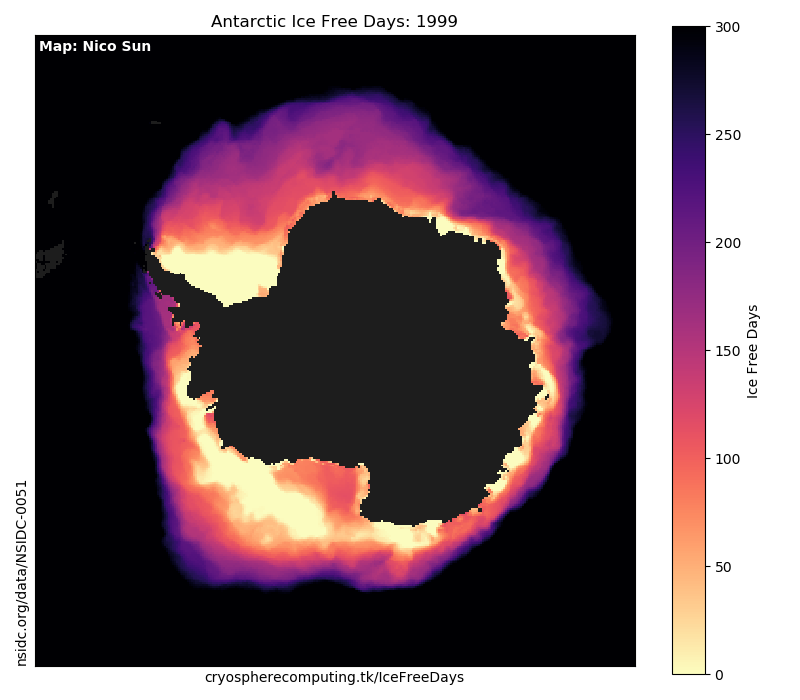 Antarctic Ice Free Days: 1999
Map: Nico Sun
300
250
200
150
100
50
0
Ice Free Days
nsidc.org/data/NSIDC-0051
cryospherecomputing.tk/IceFreeDays